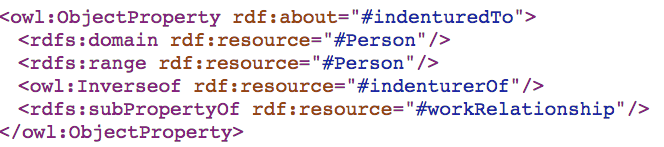 <owl:ObjectProperty rdf:about="#indenturedTo">
<rdfs:domain rdf:resource="#Person"/>
<rdfs:range rdf:resource="#Person"/>
<owl:Inverseof rdf:resource="#indenturerOf"/>
<rdfs:subPropertyOf rdf:resource="#workRelationship"/>
</owl:ObjectProperty>